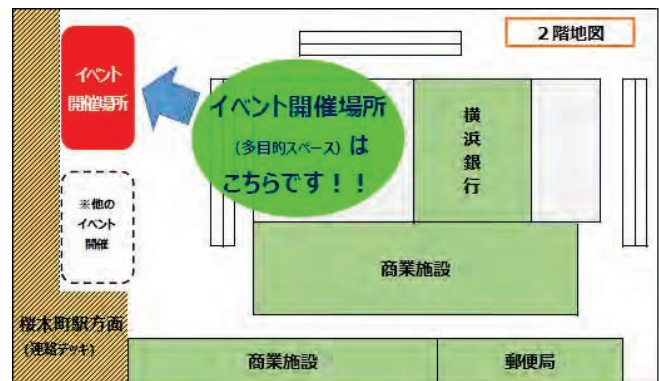 2階地図
イベント
開催場所
イベント開催場所
(多目的スペース)は
こちらです!!
横
浜
銀
行
※他の
イベント
開催
商業施設
桜木町駅方面
(連絡デッキ)
商業施設
郵便局